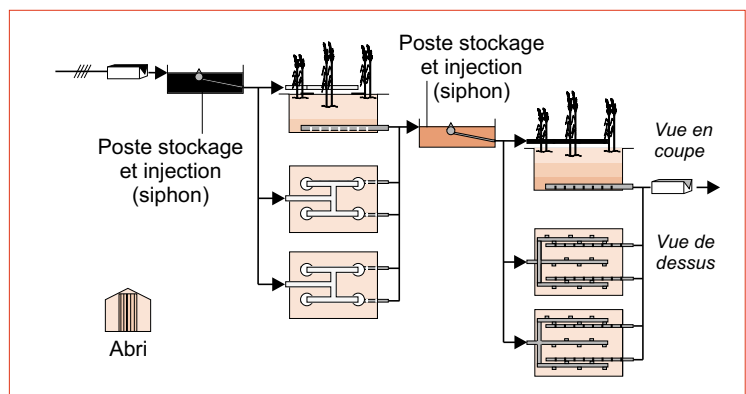 Poste stockage
et injection
(siphon)
Poste stockage
et injection
(siphon)
Vue en
coupe
Vue de
dessus
Abri